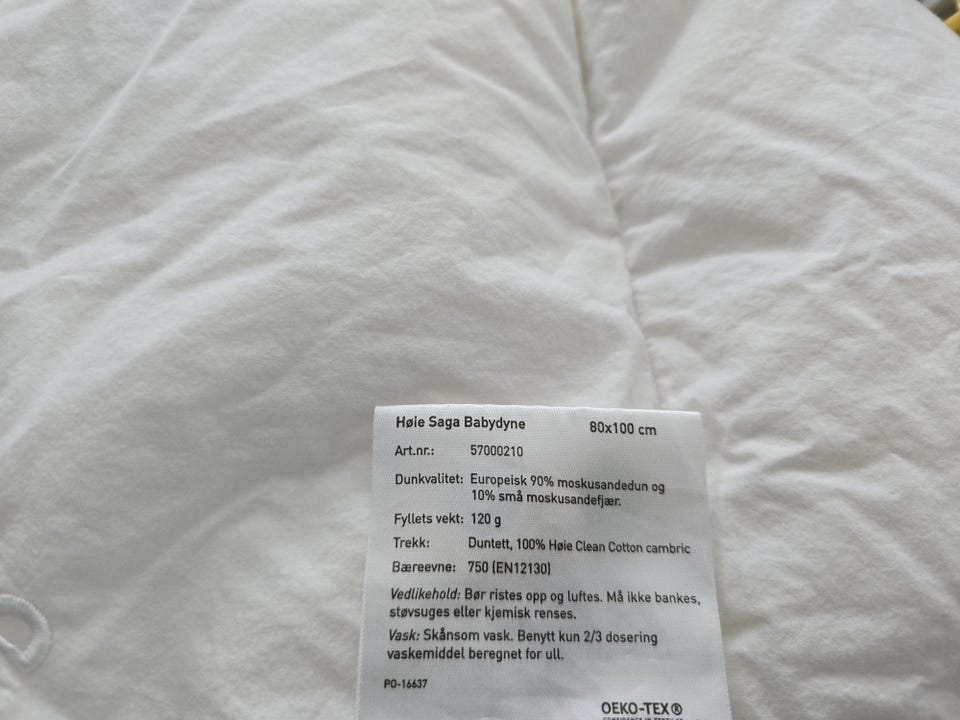 Høie Saga Babydyne 80x100 cm
Art.nr.: 57000210
Dunkvalitet: Europeisk 90% moskusandedun og
10% små moskusandefjær.
Fyllets vekt: 120 g
Trekk: Duntett, 100% Høie Clean Cotton cambric
Bæreevne: 750 (EN12130)
Vedlikehold: Bør ristes opp og luftes. Må ikke bankes,
støvsuges eller kjemisk renses.
Vask: Skånsom vask. Benytt kun 2/3 dosering
vaskemiddel beregnet for ull.
PO-16637
OEKO-TEX®